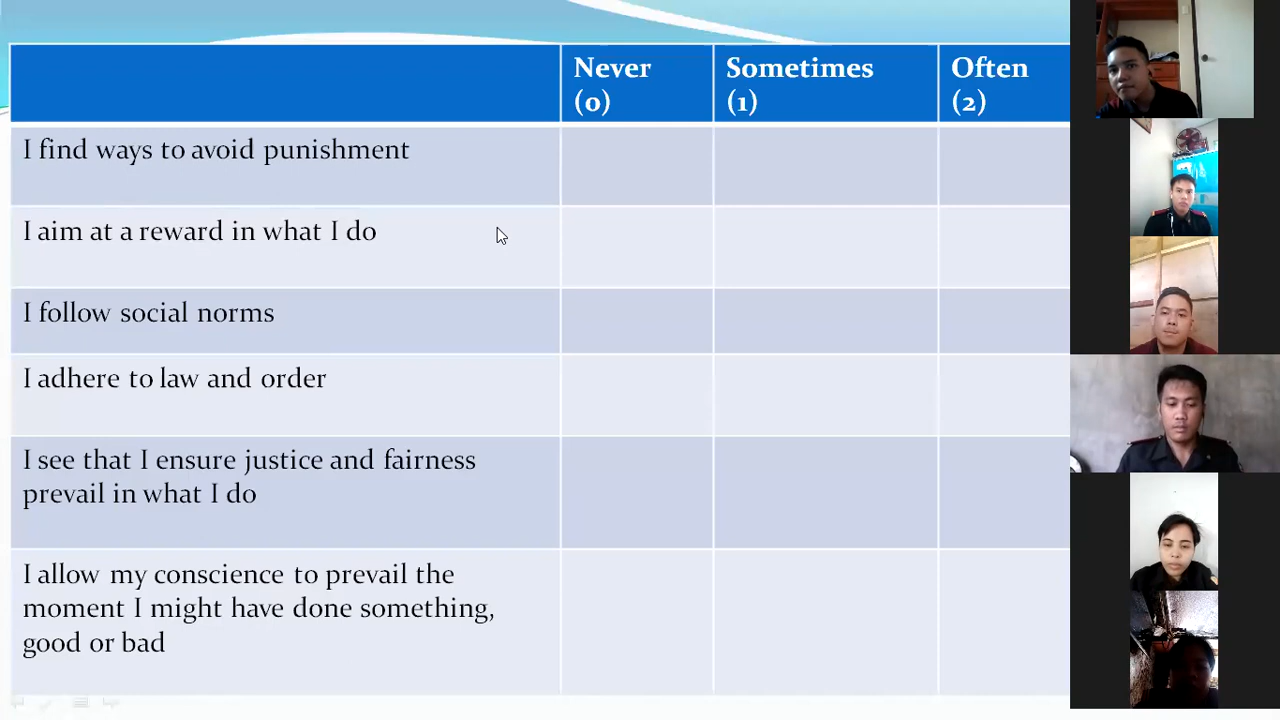 Never Sometimes Often
(0) (1) (2)
I find ways to avoid punishment
I aim at a reward in what I do
I follow social norms
I adhere to law and order
I see that I ensure justice and fairness
prevail in what I do
I allow my conscience to prevail the
moment I might have done something,
good or bad